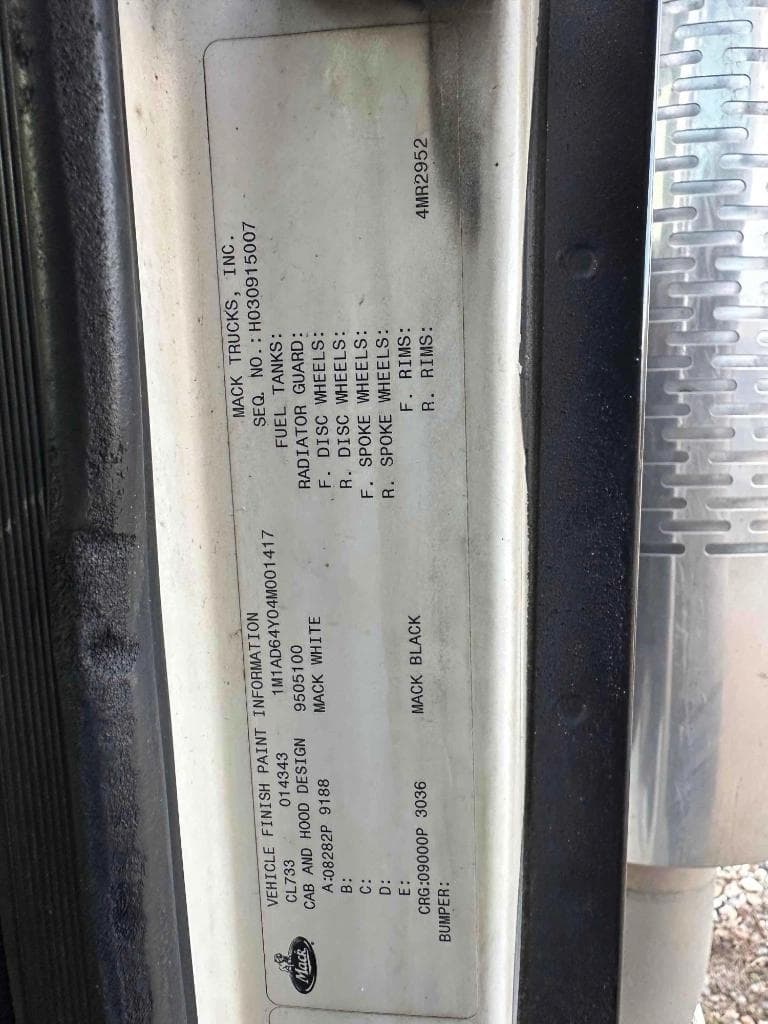 Mack
VEHICLE FINISH PAINT INFORMATION MACK TRUCKS, INC.
CL733 014343 1M1AD64Y04M001417 SEQ. NO.: H030915007
CAB AND HOOD DESIGN 9505100 FUEL TANKS:
A:08282P 9188 MACK WHITE RADIATOR GUARD:
B: F. DISC WHEELS:
C: R. DISC WHEELS:
D: F. SPOKE WHEELS:
E: R. SPOKE WHEELS:
CRG:09000P 3036 MACK BLACK F. RIMS: 4MR2952
BUMPER: R. RIMS: